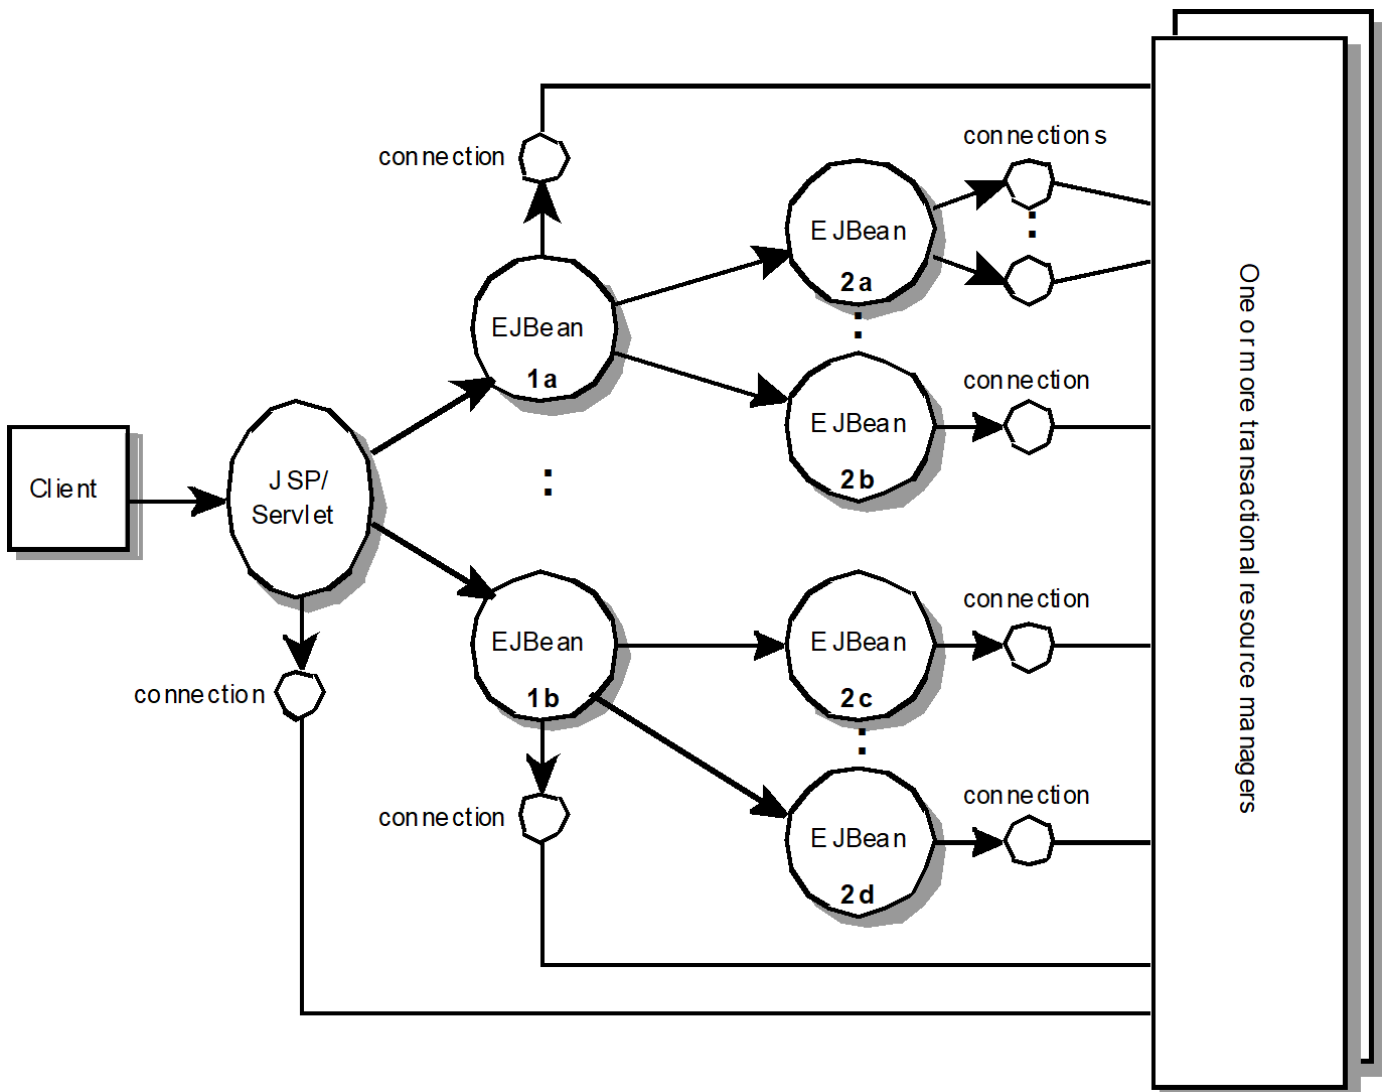 connection
connections
EJBean
2a
EJBean
1a
connection
EJBean
2b
Client
JSP/
Servlet
connection
EJBean
1b
connection
EJBean
2c
connection
connection
EJBean
2d
connection
One or more transactional resource managers